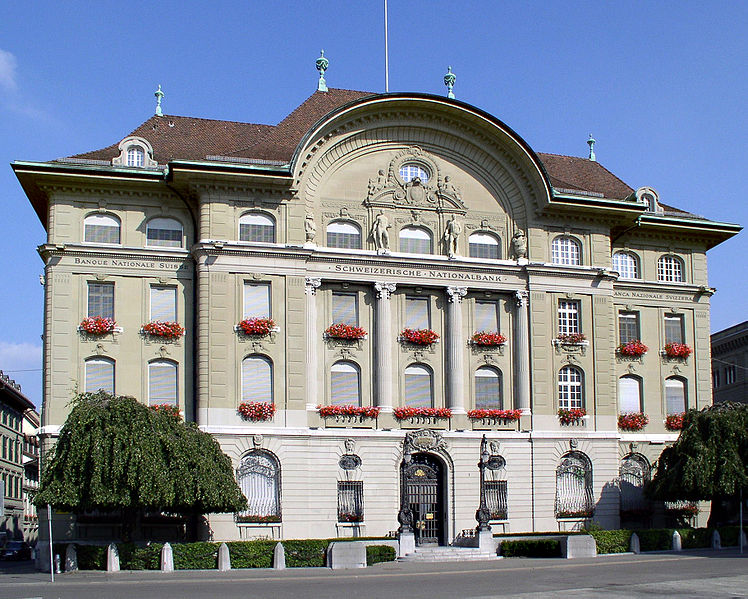 BANQUE NATIONALE SUISSE
SCHWEIZERISCHE · NATIONALBANK
BANCA NAZIONALE SVIZZERA